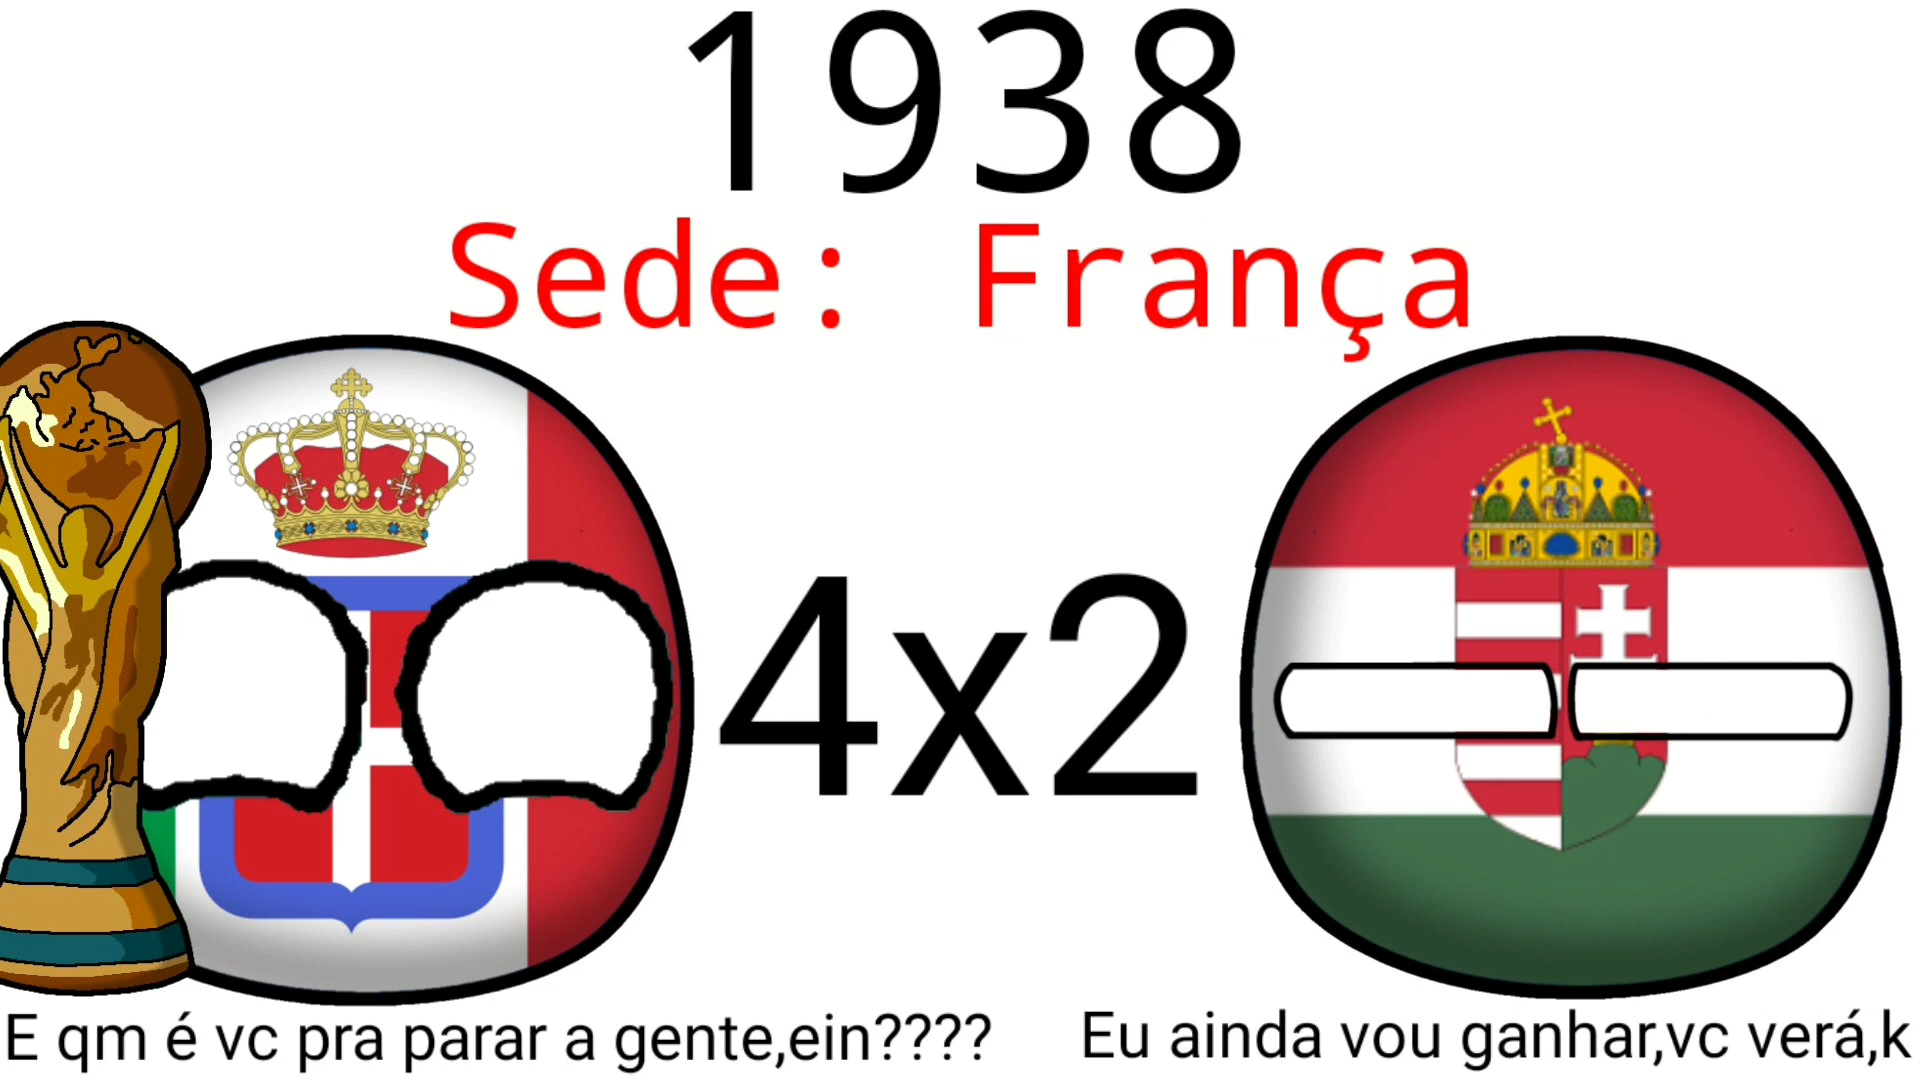 1938
Sede: França
4x2
E qm é vc pra parar a gente,ein????
Eu ainda vou ganhar,vc verá,k